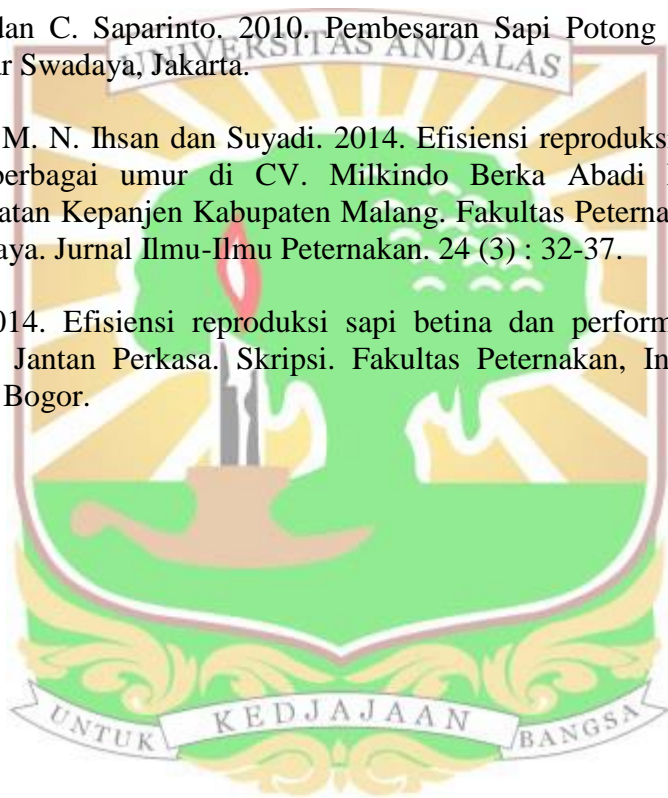 dan C. Saparinto. 2010. Pembesaran Sapi Potong
ar Swadaya, Jakarta.
UNIVERSITAS ANDALAS
M. N. Ihsan dan Suyadi. 2014. Efisiensi reproduksi
berbagai umur di CV. Milkindo Berka Abadi
atan Kepanjen Kabupaten Malang. Fakultas Peterna
aya. Jurnal Ilmu-Ilmu Peternakan. 24 (3) : 32-37.
014. Efisiensi reproduksi sapi betina dan perform
Jantan Perkasa. Skripsi. Fakultas Peternakan, In
Bogor.
UNTUK KEDJAJAAN BANGSA